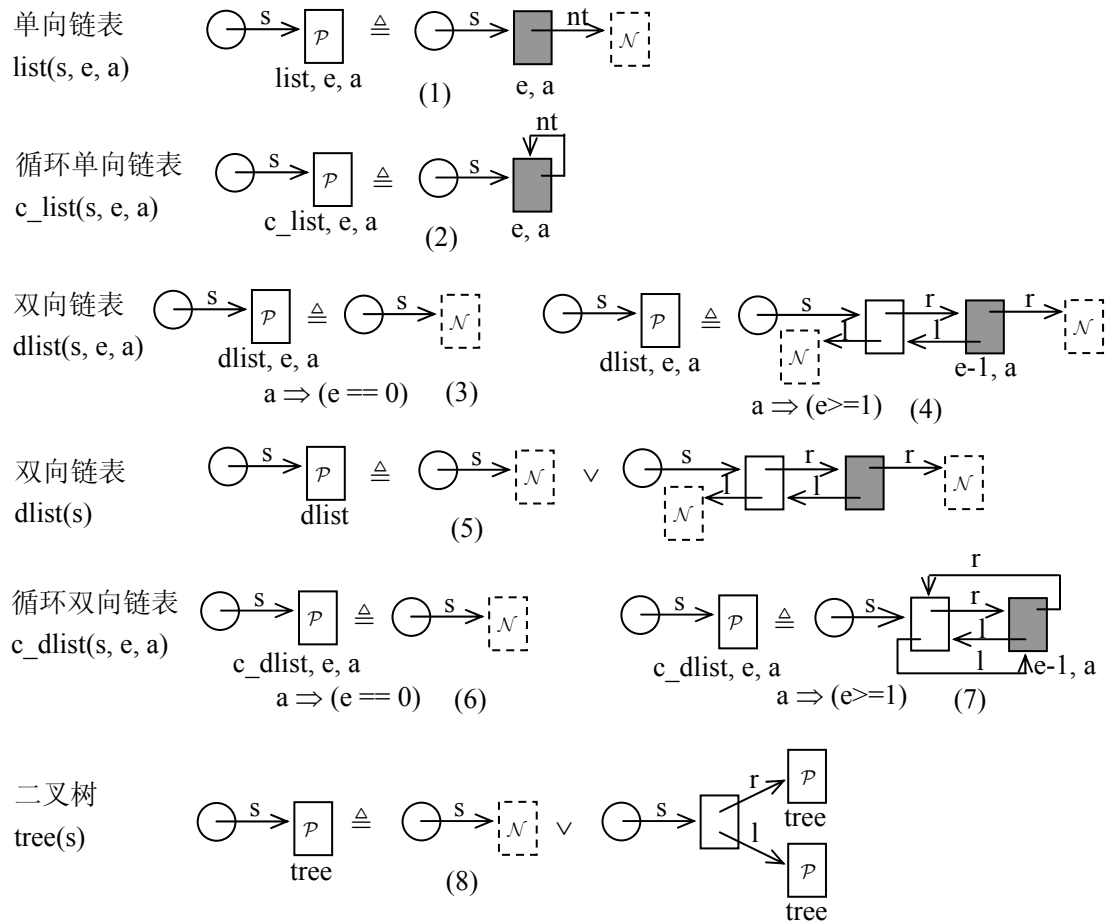 单向链表 s 𝒫 ≜ s nt 𝒩
list(s, e, a) list, e, a (1) e, a
nt
循环单向链表 s 𝒫 ≜ s
c_list(s, e, a) c_list, e, a (2) e, a
双向链表 s 𝒫 ≜ s 𝒩 s 𝒫 ≜ s r r 𝒩
dlist(s, e, a) dlist, e, a dlist, e, a 𝒩 l l e-1, a
a ⇒ (e == 0) (3) a ⇒ (e>=1) (4)
双向链表 s 𝒫 ≜ s 𝒩 ∨ s r r 𝒩
dlist(s) dlist (5) 𝒩 l l
r
循环双向链表 s 𝒫 ≜ s 𝒩 s 𝒫 ≜ s r
c_dlist(s, e, a) c_dlist, e, a c_dlist, e, a l l e-1, a
a ⇒ (e == 0) (6) a ⇒ (e>=1) (7)
r 𝒫
二叉树 tree
tree(s) s 𝒫 ≜ s 𝒩 ∨ s
tree (8) l 𝒫
tree